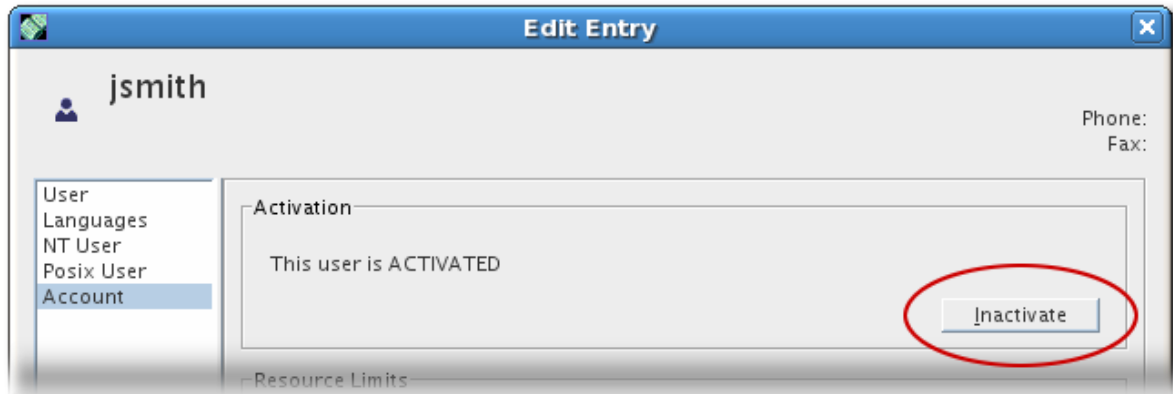 Edit Entry
jsmith
Phone:
Fax:
User
Languages
NT User
Posix User
Account
Activation
This user is ACTIVATED
Inactivate
Resource Limits